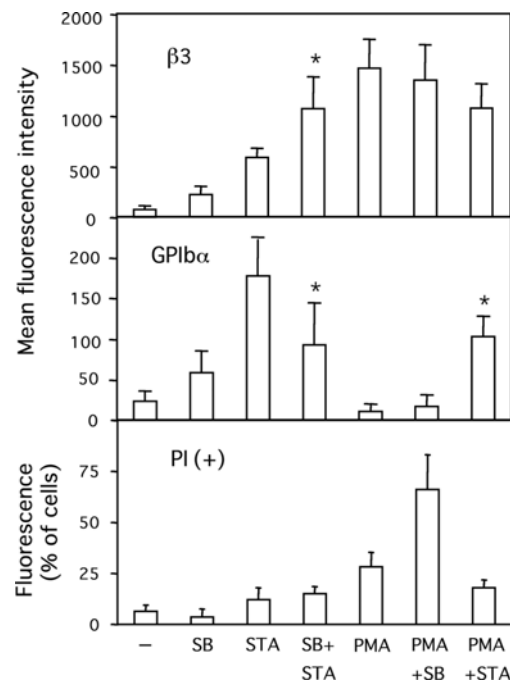 β3
*
2000
1500
1000
500
0
Mean fluorescence intensity
GPIbα
*
*
200
150
100
50
0
PI (+)
Fluorescence
(% of cells)
75
50
25
0
– SB STA SB+ PMA PMA PMA
STA +SB +STA